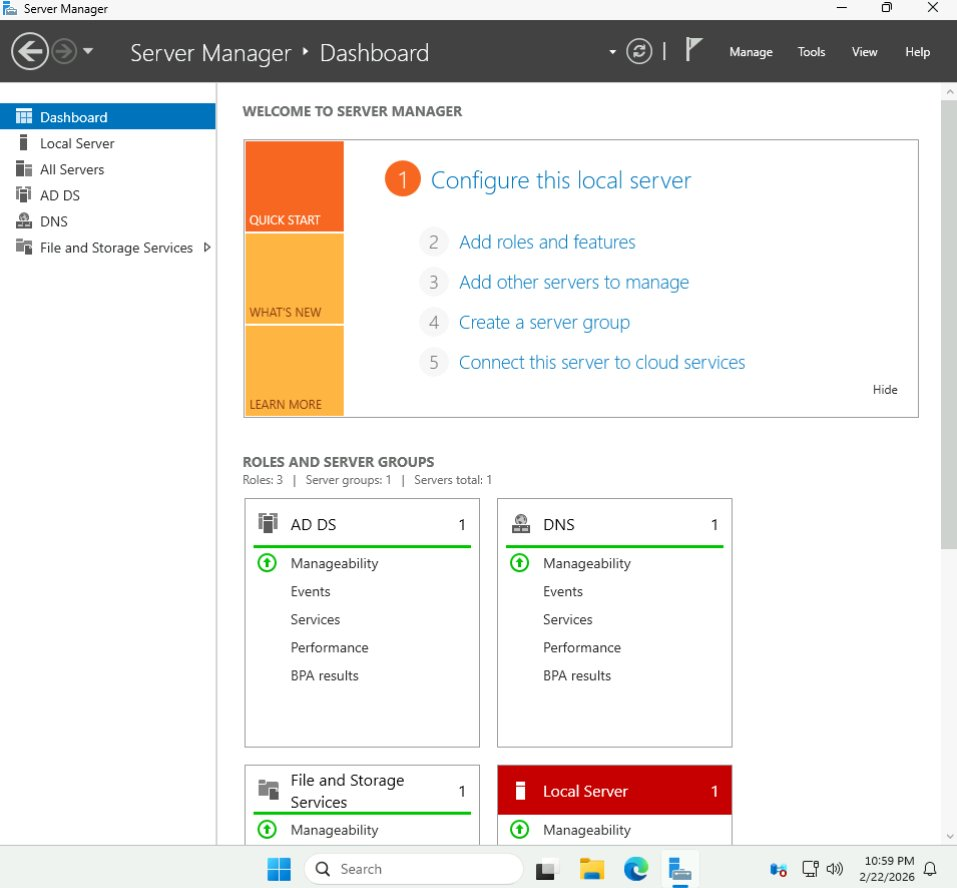 Server Manager
Server Manager ‣ Dashboard
Manage Tools View Help
Dashboard
Local Server
All Servers
AD DS
DNS
File and Storage Services
WELCOME TO SERVER MANAGER
QUICK START
WHAT'S NEW
LEARN MORE
1 Configure this local server
2 Add roles and features
3 Add other servers to manage
4 Create a server group
5 Connect this server to cloud services
Hide
ROLES AND SERVER GROUPS
Roles: 3 | Server groups: 1 | Servers total: 1
AD DS 1
Manageability
Events
Services
Performance
BPA results
DNS 1
Manageability
Events
Services
Performance
BPA results
File and Storage
Services 1
Manageability
Local Server 1
Manageability
Search
10:59 PM
2/22/2026